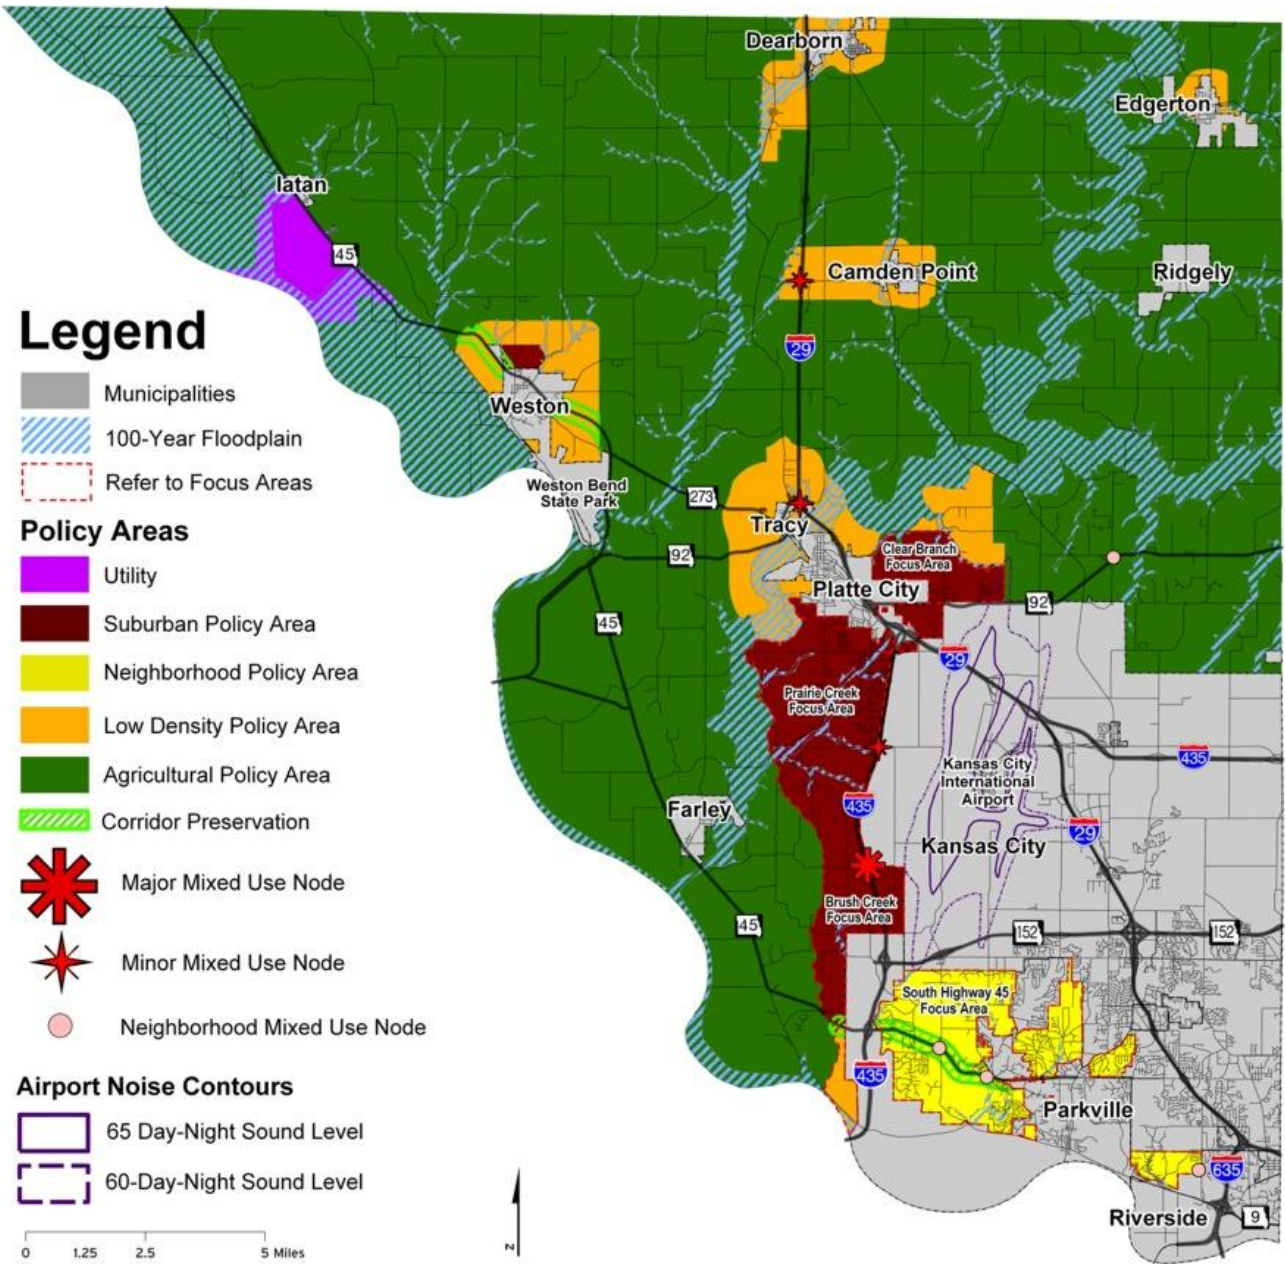 Dearborn
Edgerton
Iatan
45
Camden Point
Ridgely
29
Legend
Municipalities
100-Year Floodplain
Refer to Focus Areas
Policy Areas
Utility
Suburban Policy Area
Neighborhood Policy Area
Low Density Policy Area
Agricultural Policy Area
Corridor Preservation
Major Mixed Use Node
Minor Mixed Use Node
Neighborhood Mixed Use Node
Airport Noise Contours
65 Day-Night Sound Level
60-Day-Night Sound Level
0 1.25 2.5 5 Miles
N
Weston
Weston Bend
State Park
273
Tracy
92
Clear Branch
Focus Area
Platte City
92
45
29
Prairie Creek
Focus Area
435
Kansas City
International
Airport
Farley
435
29
Kansas City
Brush Creek
Focus Area
45
152
152
South Highway 45
Focus Area
435
Parkville
635
Riverside
9